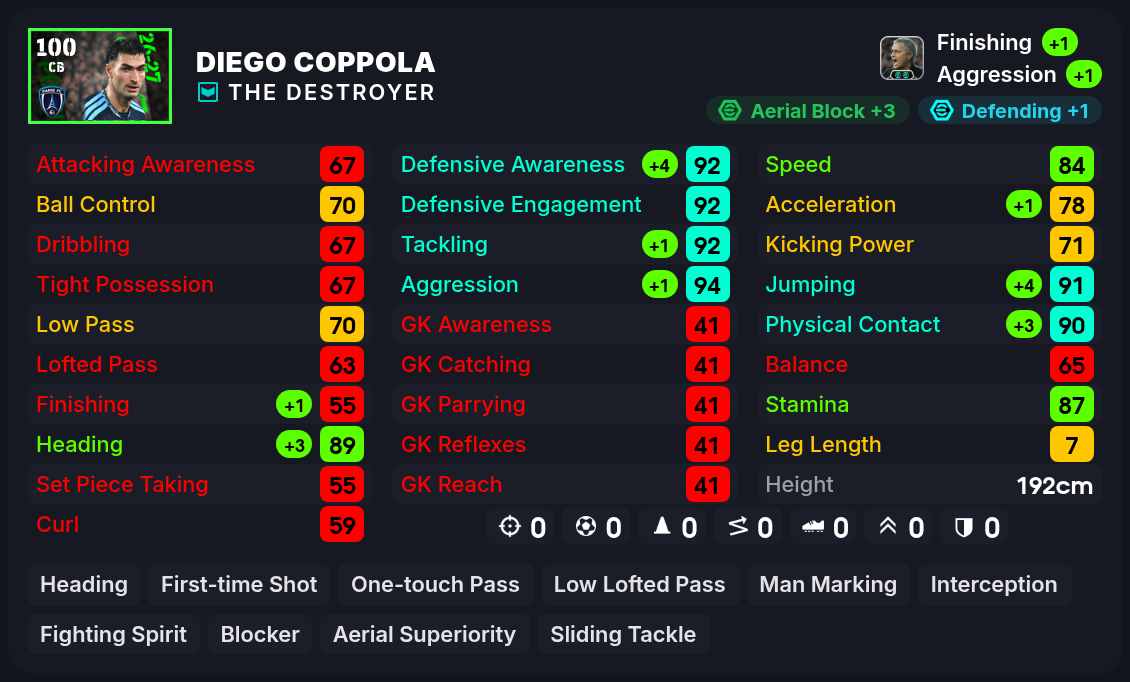 100
CB
24-27
PARIS FC
DIEGO COPPOLA
THE DESTROYER
Finishing +1
Aggression +1
Aerial Block +3 Defending +1
Attacking Awareness 67
Ball Control 70
Dribbling 67
Tight Possession 67
Low Pass 70
Lofted Pass 63
Finishing +1 55
Heading +3 89
Set Piece Taking 55
Curl 59
Defensive Awareness +4 92
Defensive Engagement 92
Tackling +1 92
Aggression +1 94
GK Awareness 41
GK Catching 41
GK Parrying 41
GK Reflexes 41
GK Reach 41
Speed 84
Acceleration +1 78
Kicking Power 71
Jumping +4 91
Physical Contact +3 90
Balance 65
Stamina 87
Leg Length 7
Height 192cm
0 0 0 0 0 0 0
Heading First-time Shot One-touch Pass Low Lofted Pass Man Marking Interception
Fighting Spirit Blocker Aerial Superiority Sliding Tackle